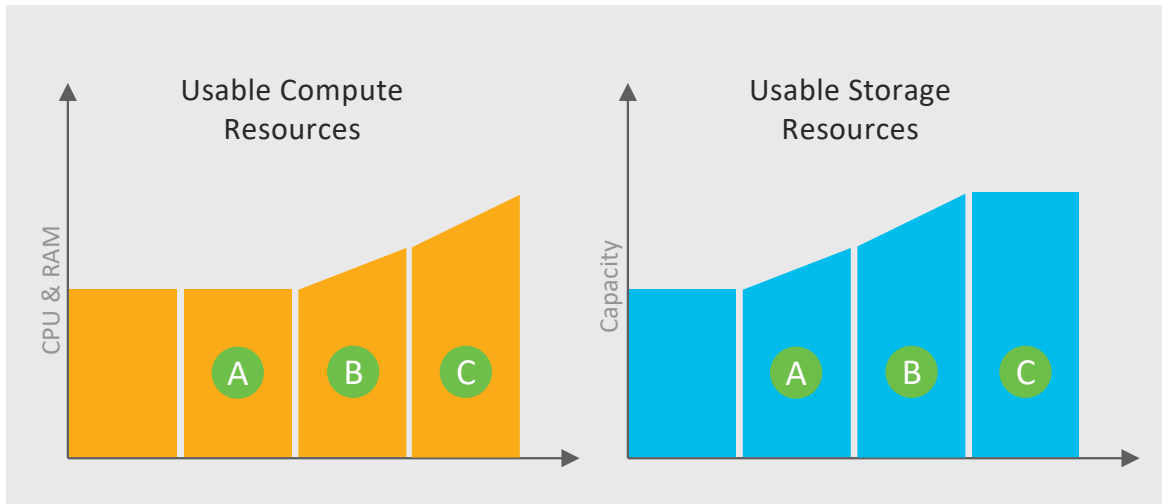 Usable Compute
Resources
CPU & RAM
A
B
C
Usable Storage
Resources
Capacity
A
B
C